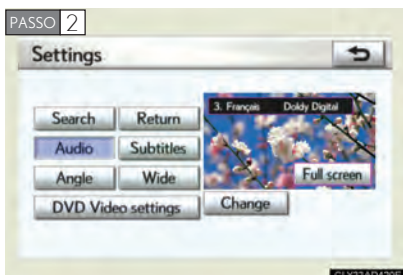 PASSO 2
Settings
Search Return
3. Français Doldy Digital
Audio Subtitles
Angle Wide
Full screen
DVD Video settings
Change